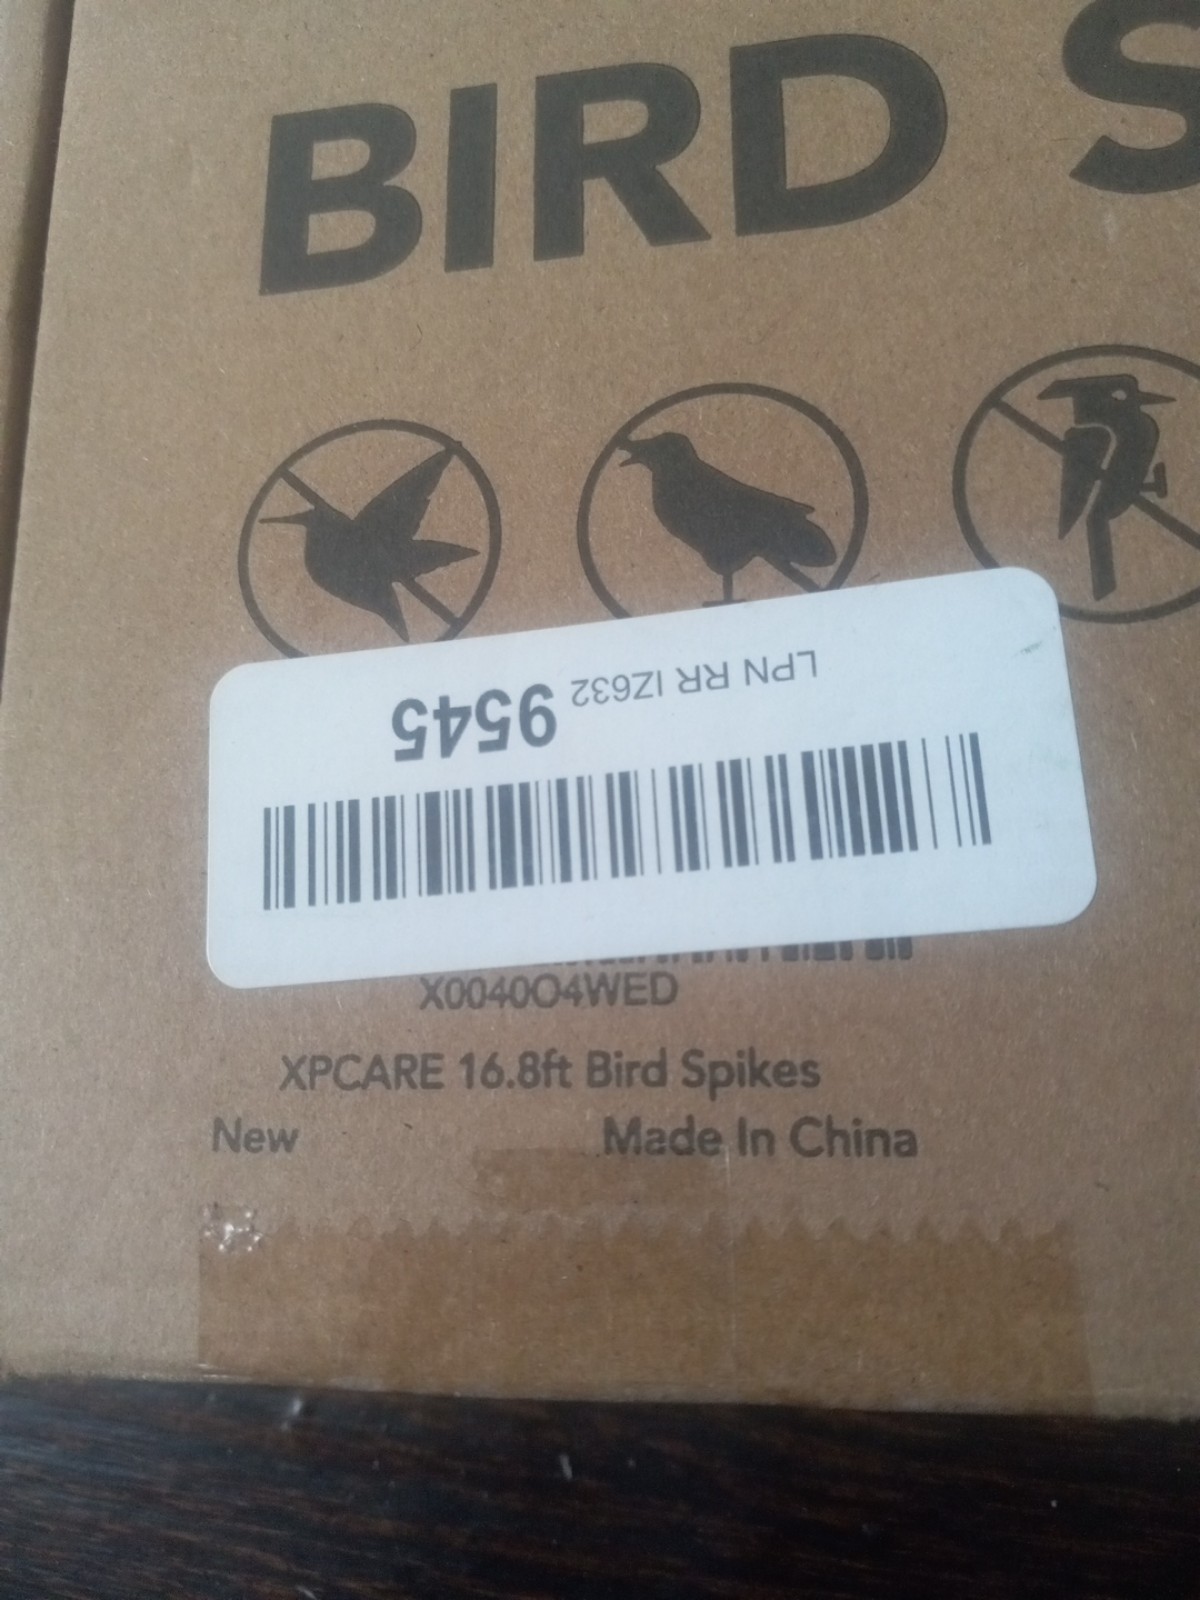 BIRD S
LPN RR IZ632 9545
X0040O4WED
XPCARE 16.8ft Bird Spikes
New Made In China